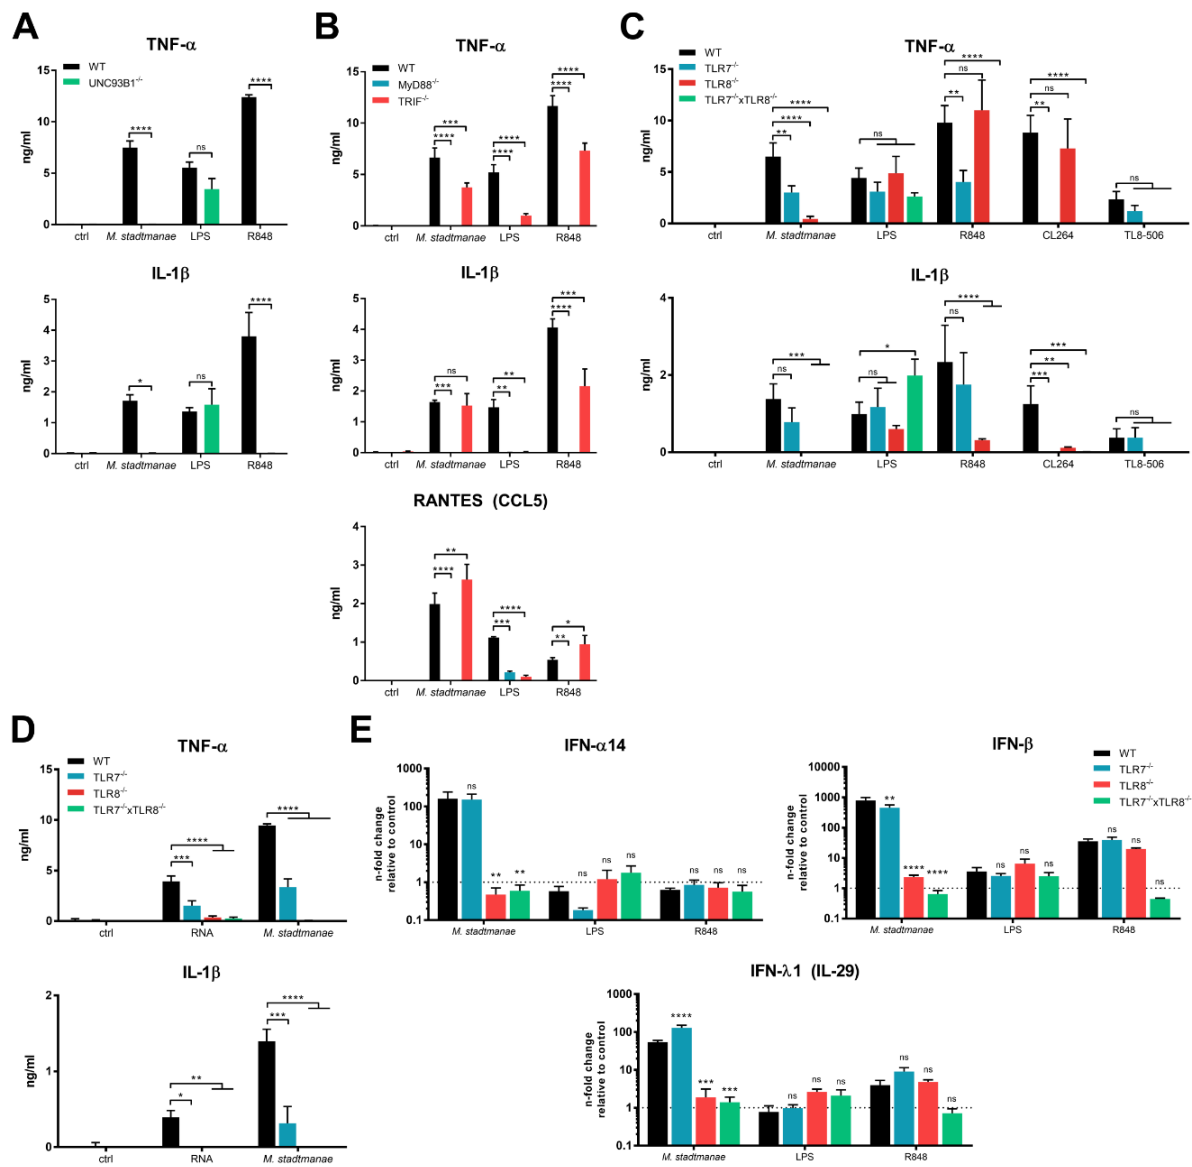 A
TNF-α
WT
UNC93B1-/-
ng/ml
15
10
5
0
****
ns
****
ctrl
M. stadtmanae
LPS
R848
IL-1β
ng/ml
5
4
3
2
1
0
*
ns
****
ctrl
M. stadtmanae
LPS
R848
B
TNF-α
WT
MyD88-/-
TRIF-/-
ng/ml
15
10
5
0
***
****
****
****
****
****
ctrl
M. stadtmanae
LPS
R848
IL-1β
ng/ml
5
4
3
2
1
0
ns
***
**
**
***
****
ctrl
M. stadtmanae
LPS
R848
RANTES (CCL5)
ng/ml
4
3
2
1
0
**
****
****
***
*
**
ctrl
M. stadtmanae
LPS
R848
C
TNF-α
WT
TLR7-/-
TLR8-/-
TLR7-/-xTLR8-/-
ng/ml
15
10
5
0
****
****
**
ns
****
ns
**
****
ns
**
ns
ctrl
M. stadtmanae
LPS
R848
CL264
TL8-506
IL-1β
ng/ml
4
2
0
***
ns
*
ns
****
ns
***
**
***
ns
ctrl
M. stadtmanae
LPS
R848
CL264
TL8-506
D
TNF-α
WT
TLR7-/-
TLR8-/-
TLR7-/-xTLR8-/-
ng/ml
15
10
5
0
****
***
****
ctrl
RNA
M. stadtmanae
IL-1β
ng/ml
2
1
0
**
*
****
***
ctrl
RNA
M. stadtmanae
E
IFN-α14
n-fold change
relative to control
1000
100
10
1
0.1
ns
**
**
ns
ns
ns
ns
ns
ns
M. stadtmanae
LPS
R848
IFN-β
WT
TLR7-/-
TLR8-/-
TLR7-/-xTLR8-/-
n-fold change
relative to control
10000
1000
100
10
1
0.1
**
****
****
ns
ns
ns
ns
ns
ns
M. stadtmanae
LPS
R848
IFN-λ1 (IL-29)
n-fold change
relative to control
1000
100
10
1
0.1
****
***
***
ns
ns
ns
ns
ns
ns
M. stadtmanae
LPS
R848